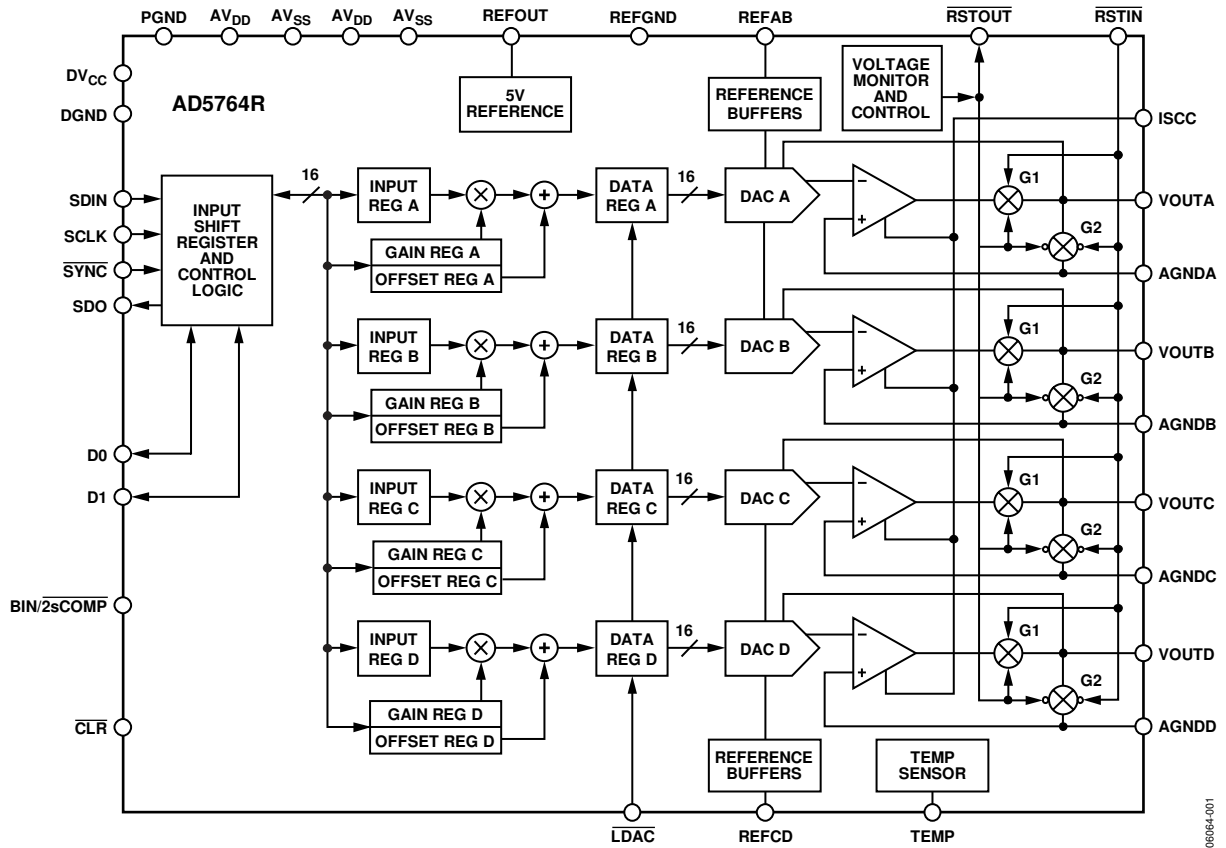 PGND AVDD AVSS AVDD AVSS REFOUT REFGND REFAB RSTOUT RSTIN
DVCC
DGND
AD5764R
5V
REFERENCE
REFERENCE
BUFFERS
VOLTAGE
MONITOR
AND
CONTROL
ISCC
SDIN
SCLK
SYNC
SDO
INPUT
SHIFT
REGISTER
AND
CONTROL
LOGIC
16
INPUT
REG A
×
+
DATA
REG A
16
DAC A
−
+
G1
G2
VOUTA
AGNDA
GAIN REG A
OFFSET REG A
INPUT
REG B
×
+
DATA
REG B
16
DAC B
−
+
G1
G2
VOUTB
AGNDB
GAIN REG B
OFFSET REG B
D0
D1
INPUT
REG C
×
+
DATA
REG C
16
DAC C
−
+
G1
G2
VOUTC
AGNDC
GAIN REG C
OFFSET REG C
BIN/2sCOMP
INPUT
REG D
×
+
DATA
REG D
16
DAC D
−
+
G1
G2
VOUTD
AGNDD
GAIN REG D
OFFSET REG D
CLR
REFERENCE
BUFFERS
TEMP
SENSOR
LDAC REFCD TEMP
06064-001